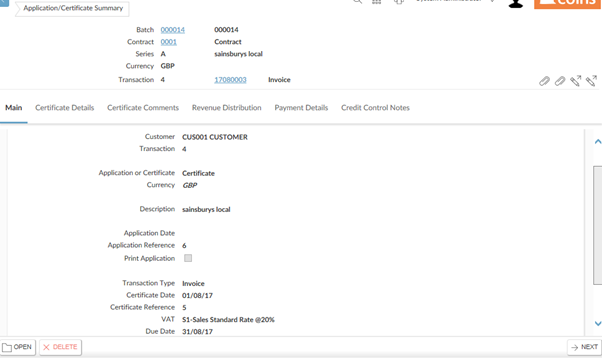 Application/Certificate Summary
coins
Batch 000014 000014
Contract 0001 Contract
Series A sainsburys local
Currency GBP
Transaction 4 17080003 Invoice
Main Certificate Details Certificate Comments Revenue Distribution Payment Details Credit Control Notes
Customer CUS001 CUSTOMER
Transaction 4
Application or Certificate Certificate
Currency GBP
Description sainsburys local
Application Date
Application Reference 6
Print Application
Transaction Type Invoice
Certificate Date 01/08/17
Certificate Reference 5
VAT S1-Sales Standard Rate @20%
Due Date 31/08/17
OPEN DELETE NEXT